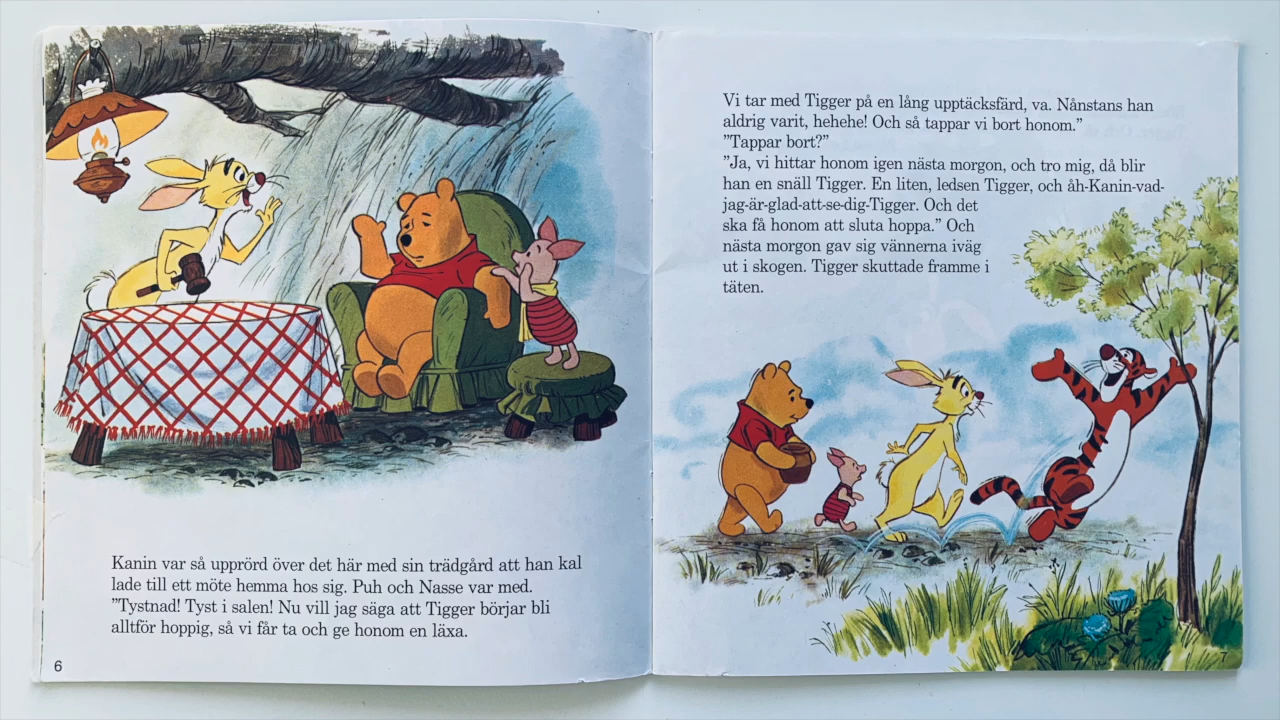 Kanin var så upprörd över det här med sin trädgård att han kal
lade till ett möte hemma hos sig. Puh och Nasse var med.
”Tystnad! Tyst i salen! Nu vill jag säga att Tigger börjar bli
alltför hoppig, så vi får ta och ge honom en läxa.
6
Vi tar med Tigger på en lång upptäcksfärd, va. Nånstans han
aldrig varit, hehehe! Och så tappar vi bort honom.”
”Tappar bort?”
”Ja, vi hittar honom igen nästa morgon, och tro mig, då blir
han en snäll Tigger. En liten, ledsen Tigger, och åh-Kanin-vad-
jag-är-glad-att-se-dig-Tigger. Och det
ska få honom att sluta hoppa.” Och
nästa morgon gav sig vännerna iväg
ut i skogen. Tigger skuttade framme i
täten.
7